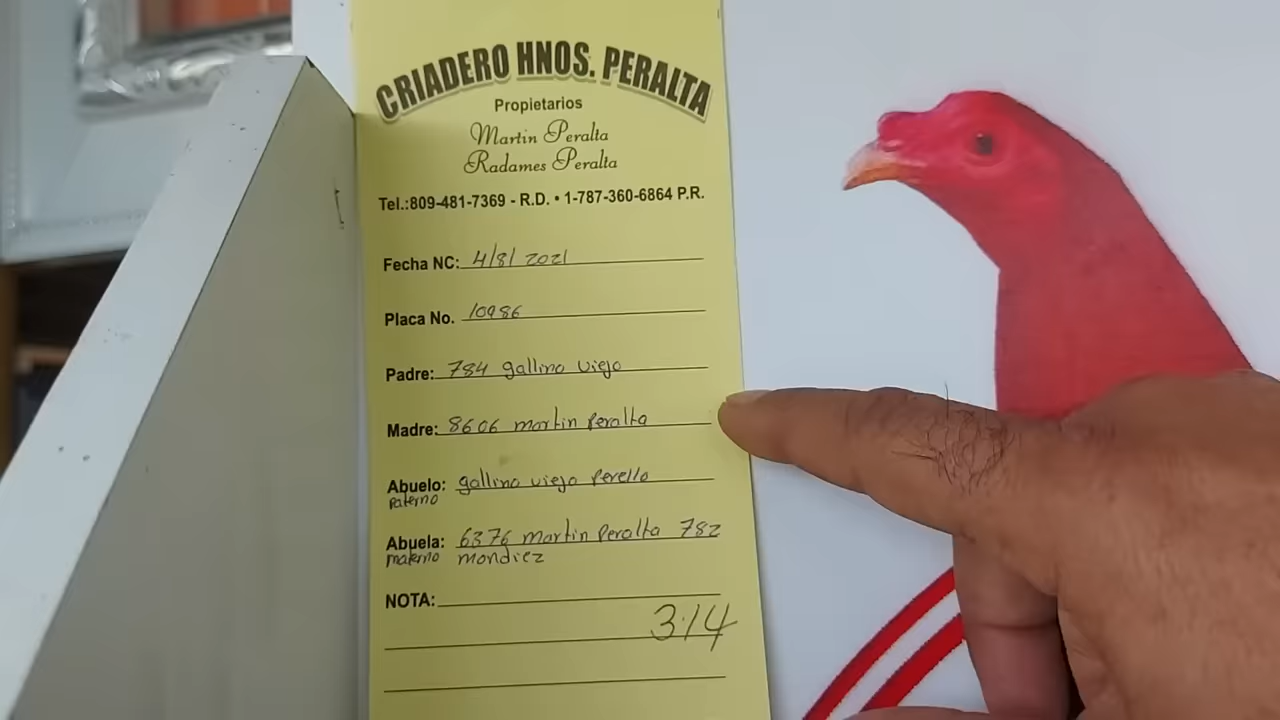 CRIADERO HNOS. PERALTA
Propietarios
Martin Peralta
Radames Peralta
Tel.:809-481-7369 - R.D. • 1-787-360-6864 P.R.
Fecha NC: 4/8/2021
Placa No. 10986
Padre: 784 gallino viejo
Madre: 8606 martin Peralta
Abuelo: gallino viejo Perello
paterno
Abuela: 6376 martin Peralta 782
materno mondiez
NOTA:
3:14